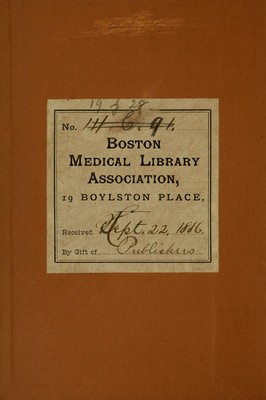 19 f 28
No. 111 C. 91.
BOSTON
MEDICAL LIBRARY
ASSOCIATION,
19 BOYLSTON PLACE,
Received Sept. 22, 1886.
By Gift of Publishers